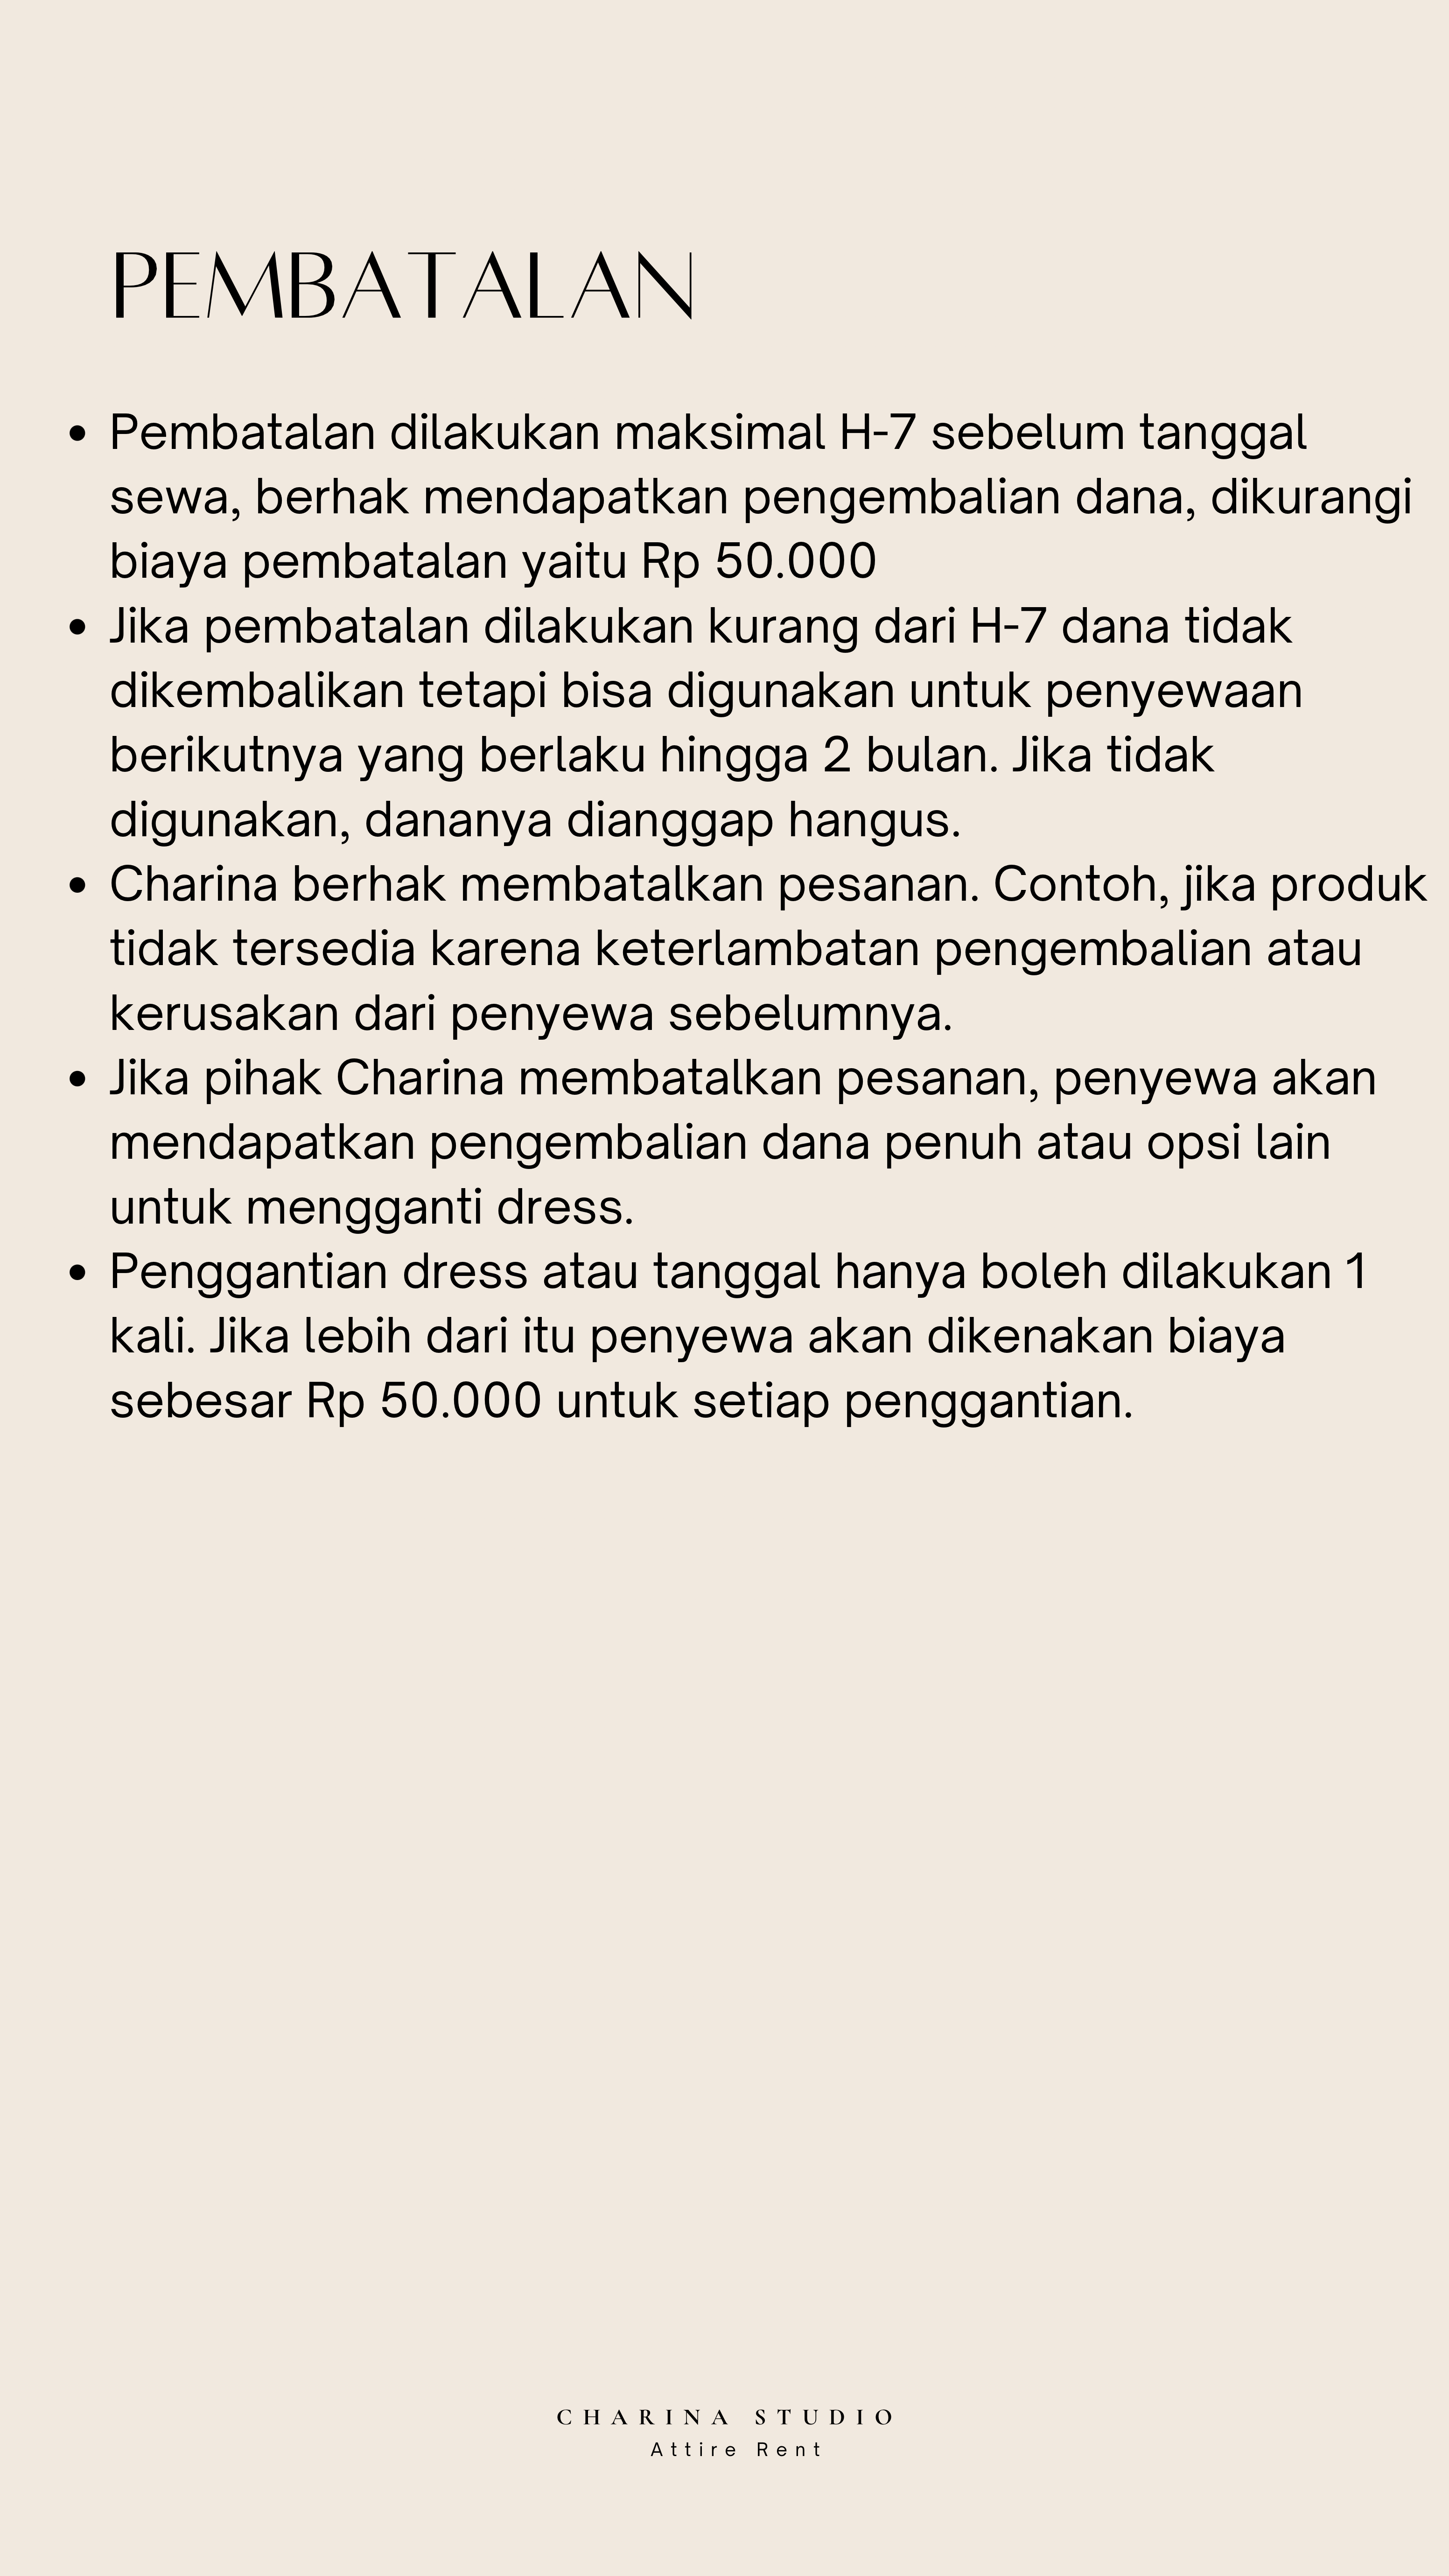 PEMBATALAN
• Pembatalan dilakukan maksimal H-7 sebelum tanggal
sewa, berhak mendapatkan pengembalian dana, dikurangi
biaya pembatalan yaitu Rp 50.000
• Jika pembatalan dilakukan kurang dari H-7 dana tidak
dikembalikan tetapi bisa digunakan untuk penyewaan
berikutnya yang berlaku hingga 2 bulan. Jika tidak
digunakan, dananya dianggap hangus.
• Charina berhak membatalkan pesanan. Contoh, jika produk
tidak tersedia karena keterlambatan pengembalian atau
kerusakan dari penyewa sebelumnya.
• Jika pihak Charina membatalkan pesanan, penyewa akan
mendapatkan pengembalian dana penuh atau opsi lain
untuk mengganti dress.
• Penggantian dress atau tanggal hanya boleh dilakukan 1
kali. Jika lebih dari itu penyewa akan dikenakan biaya
sebesar Rp 50.000 untuk setiap penggantian.
CHARINA STUDIO
Attire Rent